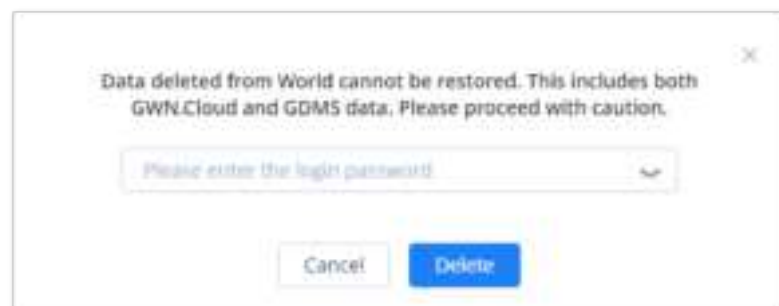 Data deleted from World cannot be restored. This includes both
GWN.Cloud and GDMS data. Please proceed with caution.
Please enter the login password
Cancel
Delete